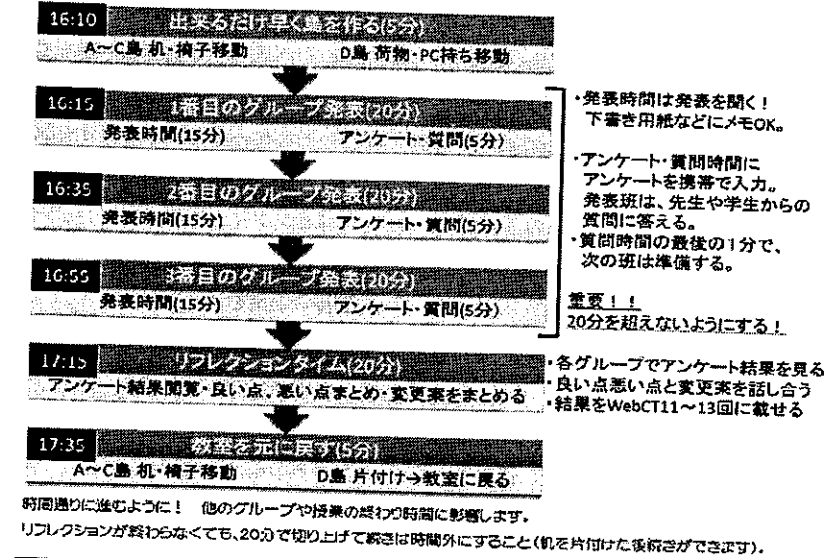 16:10 出来るだけ早く島を作る(5分)
A〜C島 机・椅子移動 D島 荷物・PC持ち移動
16:15 1番目のグループ発表(20分)
発表時間(15分) アンケート・質問(5分)
16:35 2番目のグループ発表(20分)
発表時間(15分) アンケート・質問(5分)
16:55 3番目のグループ発表(20分)
発表時間(15分) アンケート・質問(5分)
・発表時間は発表を聞く！
下書き用紙などにメモOK。
・アンケート・質問時間に
アンケートを携帯で入力。
発表班は、先生や学生からの
質問に答える。
・質問時間の最後の1分で、
次の班は準備する。
重要！！
20分を超えないようにする！
17:15 リフレクションタイム(20分)
アンケート結果閲覧・良い点、悪い点まとめ・変更案をまとめる
・各グループでアンケート結果を見る
・良い点悪い点と変更案を話し合う
・結果をWebCT11〜13回に載せる
17:35 教室を元に戻す(5分)
A〜C島 机・椅子移動 D島 片付け→教室に戻る
時間通りに進むように！ 他のグループや授業の終わり時間に影響します。
リフレクションが終わらなくても、20分で切り上げて続きは時間外にすること(机を片付けた後続きができます)。